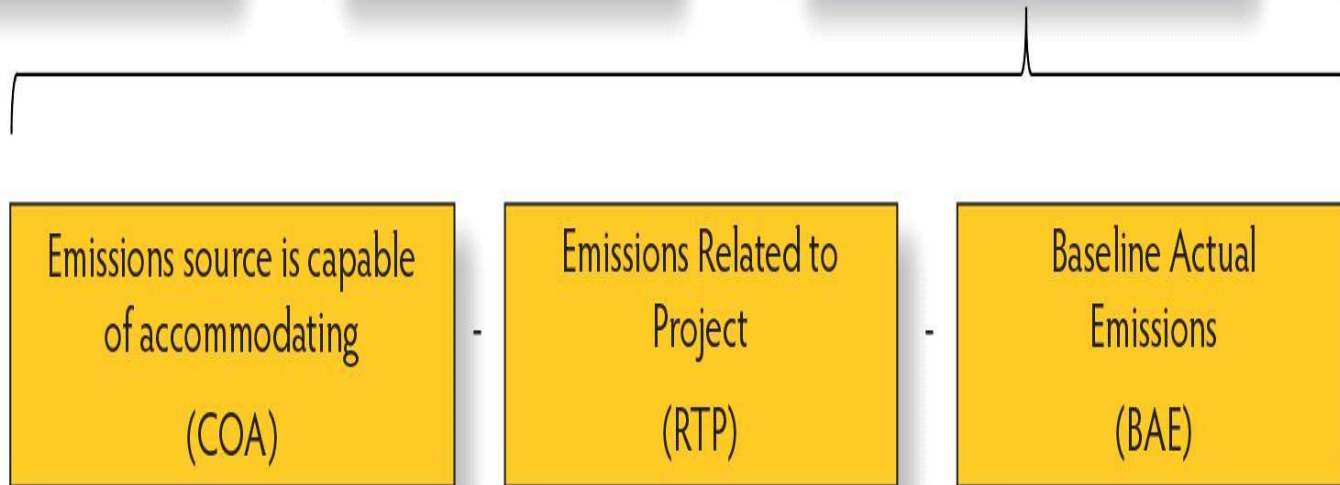 Emissions source is capable
of accommodating
(COA)
-
Emissions Related to
Project
(RTP)
-
Baseline Actual
Emissions
(BAE)